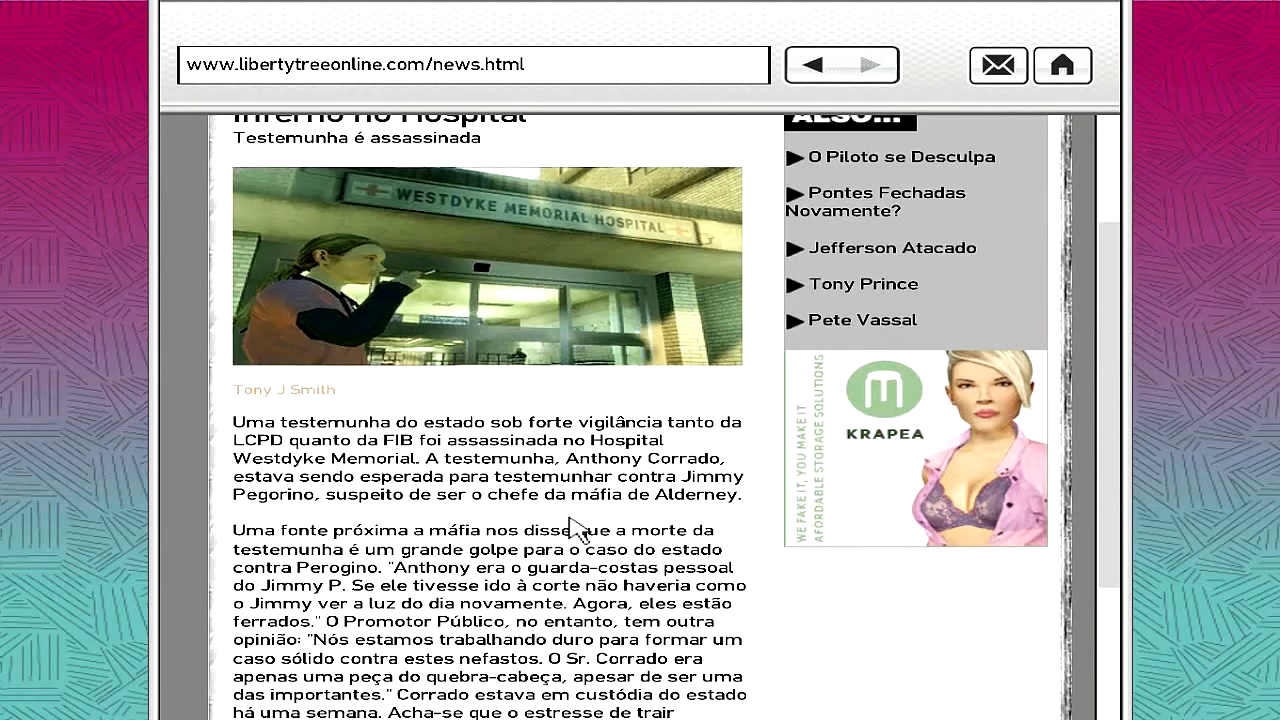 www.libertytreeonline.com/news.html
Inferno no Hospital
Testemunha é assassinada
WESTDYKE MEMORIAL HOSPITAL
Tony J Smith
Uma testemunha do estado sob forte vigilância tanto da
LCPD quanto da FIB foi assassinada no Hospital
Westdyke Memorial. A testemunha, Anthony Corrado,
estava sendo esperada para testemunhar contra Jimmy
Pegorino, suspeito de ser o chefe da máfia de Alderney.
Uma fonte próxima a máfia nos disse que a morte da
testemunha é um grande golpe para o caso do estado
contra Perogino. "Anthony era o guarda-costas pessoal
do Jimmy P. Se ele tivesse ido à corte não haveria como
o Jimmy ver a luz do dia novamente. Agora, eles estão
ferrados." O Promotor Público, no entanto, tem outra
opinião: "Nós estamos trabalhando duro para formar um
caso sólido contra estes nefastos. O Sr. Corrado era
apenas uma peça do quebra-cabeça, apesar de ser uma
das importantes." Corrado estava em custódia do estado
há uma semana. Acha-se que o estresse de trair
ALSO...
O Piloto se Desculpa
Pontes Fechadas
Novamente?
Jefferson Atacado
Tony Prince
Pete Vassal
WE FAKE IT, YOU MAKE IT
AFORDABLE STORAGE SOLUTIONS
KRAPEA